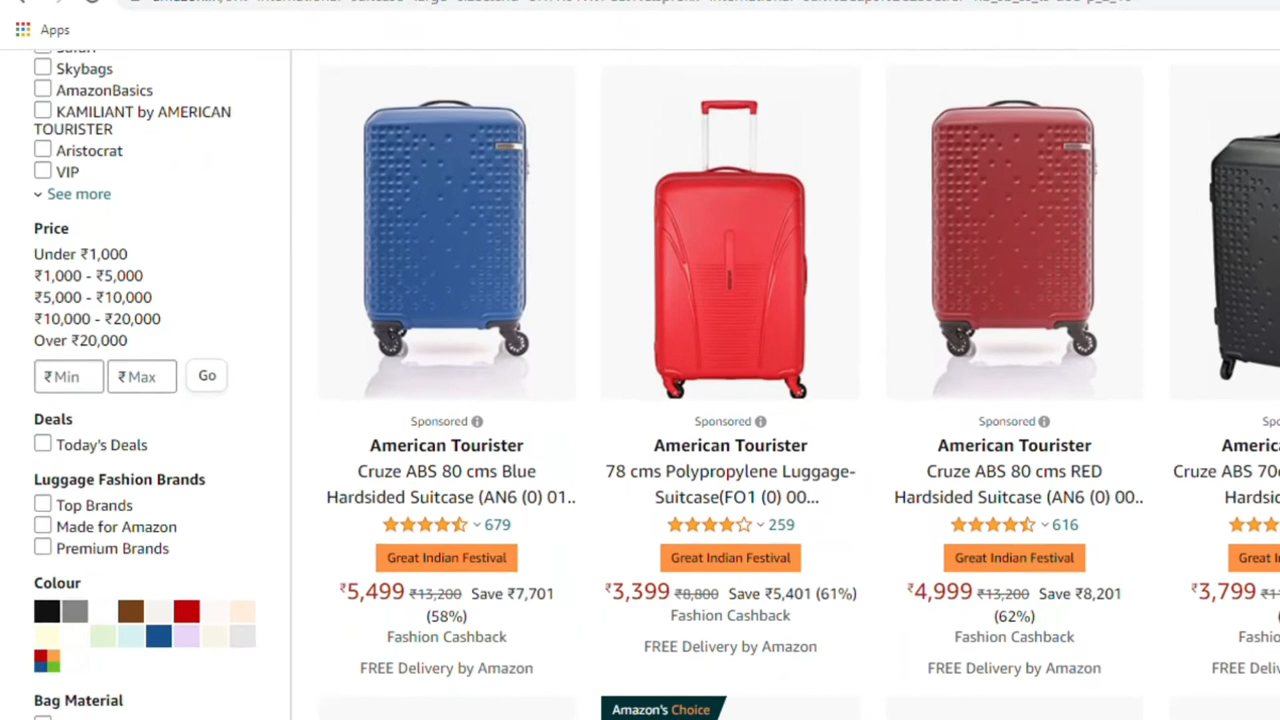 Apps
Skybags
AmazonBasics
KAMILIANT by AMERICAN
TOURISTER
Aristocrat
VIP
See more
Price
Under ₹1,000
₹1,000 - ₹5,000
₹5,000 - ₹10,000
₹10,000 - ₹20,000
Over ₹20,000
₹Min ₹Max Go
Deals
Today's Deals
Luggage Fashion Brands
Top Brands
Made for Amazon
Premium Brands
Colour
Bag Material
Sponsored
American Tourister
Cruze ABS 80 cms Blue
Hardsided Suitcase (AN6 (0) 01..
679
Great Indian Festival
₹5,499 ₹13,200 Save ₹7,701
(58%)
Fashion Cashback
FREE Delivery by Amazon
Sponsored
American Tourister
78 cms Polypropylene Luggage-
Suitcase(FO1 (0) 00...
259
Great Indian Festival
₹3,399 ₹8,800 Save ₹5,401 (61%)
Fashion Cashback
FREE Delivery by Amazon
Amazon's Choice
Sponsored
American Tourister
Cruze ABS 80 cms RED
Hardsided Suitcase (AN6 (0) 00..
616
Great Indian Festival
₹4,999 ₹13,200 Save ₹8,201
(62%)
Fashion Cashback
FREE Delivery by Amazon
Cruze ABS
Great Indi
₹3,799
FREE Deliv